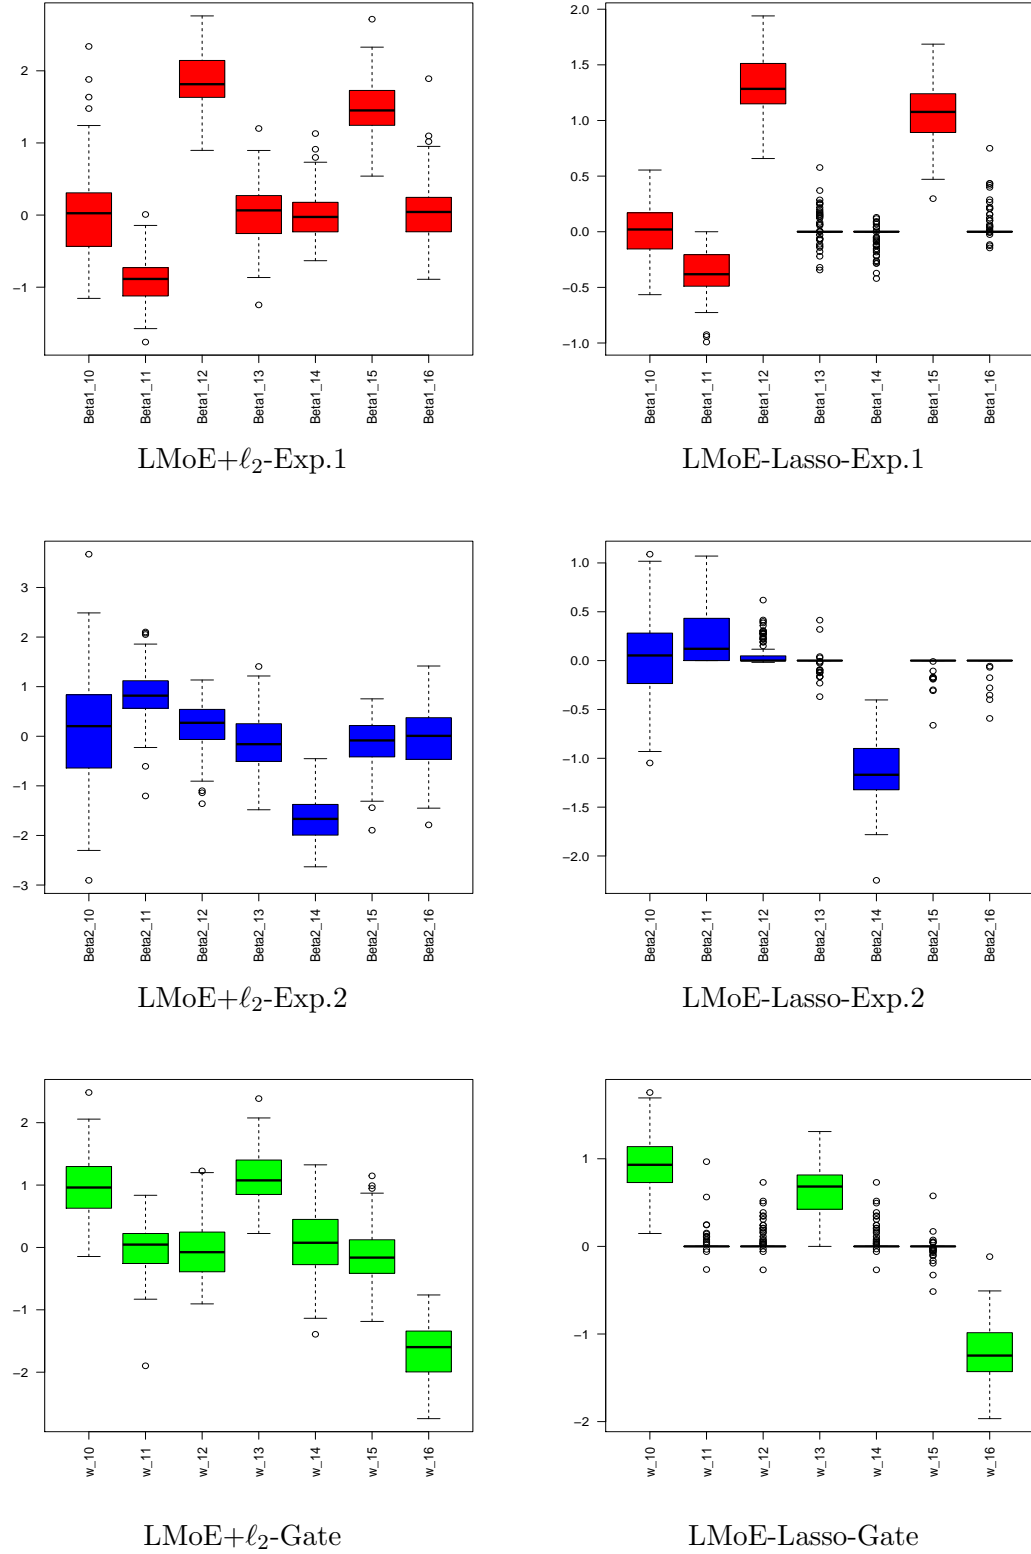 2
1
0
−1
Beta1_10
Beta1_11
Beta1_12
Beta1_13
Beta1_14
Beta1_15
Beta1_16
LMoE+ℓ₂-Exp.1
2.0
1.5
1.0
0.5
0.0
−0.5
−1.0
Beta1_10
Beta1_11
Beta1_12
Beta1_13
Beta1_14
Beta1_15
Beta1_16
LMoE-Lasso-Exp.1
3
2
1
0
−1
−2
−3
Beta2_10
Beta2_11
Beta2_12
Beta2_13
Beta2_14
Beta2_15
Beta2_16
LMoE+ℓ₂-Exp.2
1.0
0.5
0.0
−0.5
−1.0
−1.5
−2.0
Beta2_10
Beta2_11
Beta2_12
Beta2_13
Beta2_14
Beta2_15
Beta2_16
LMoE-Lasso-Exp.2
2
1
0
−1
−2
w_10
w_11
w_12
w_13
w_14
w_15
w_16
LMoE+ℓ₂-Gate
1
0
−1
−2
w_10
w_11
w_12
w_13
w_14
w_15
w_16
LMoE-Lasso-Gate